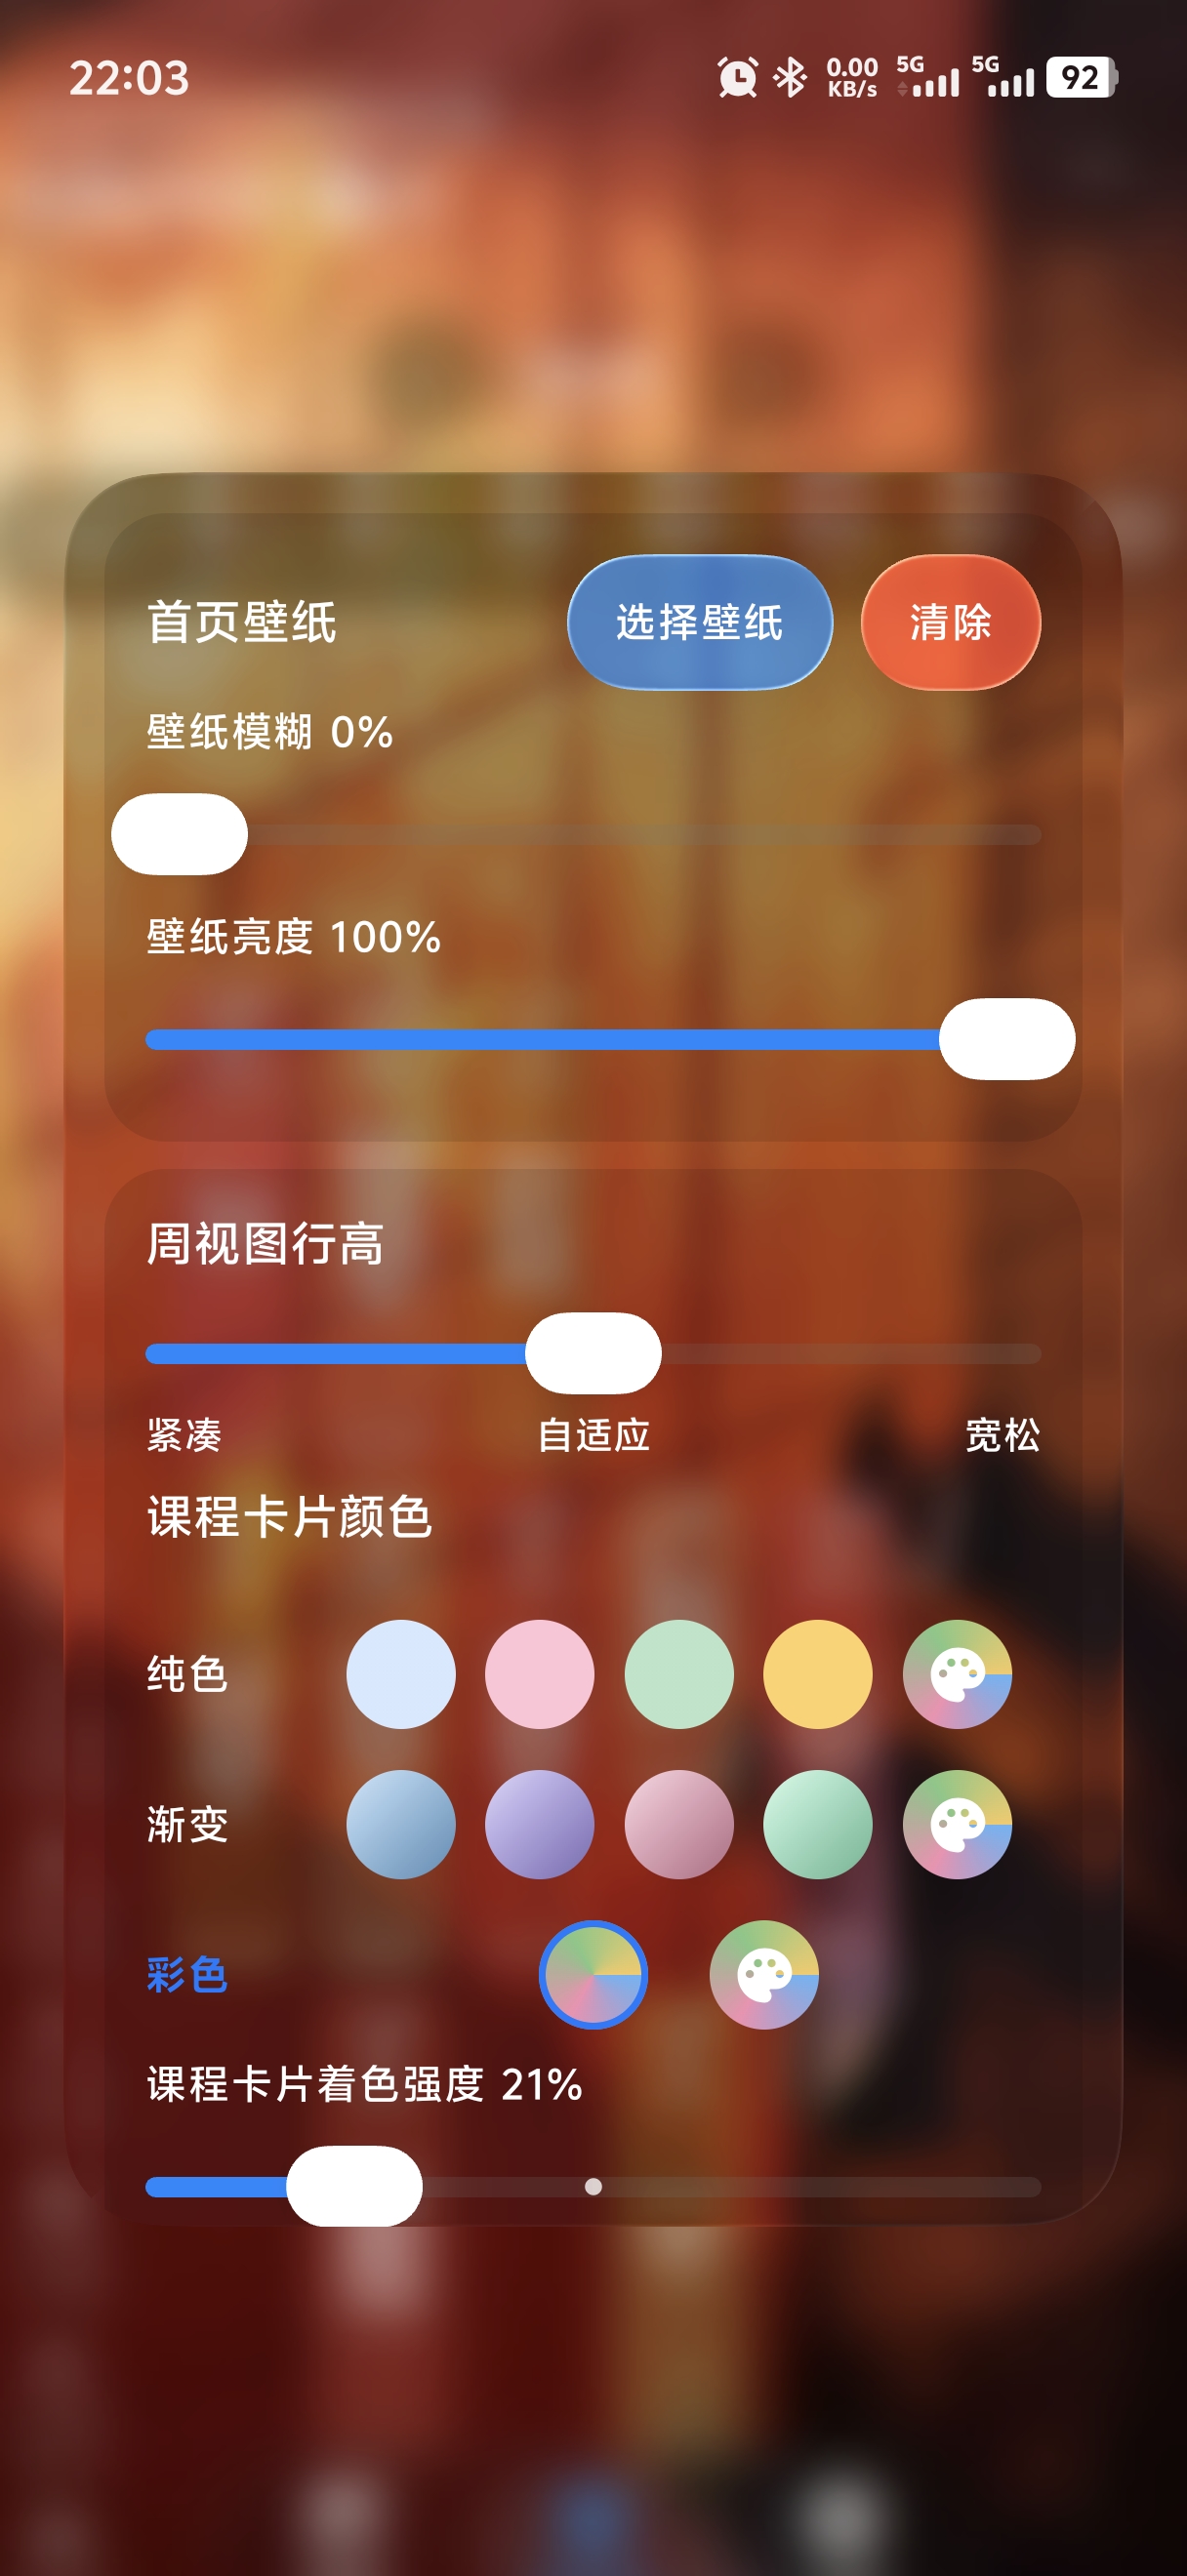 22:03 0.00 KB/s 5G 5G 92
首页壁纸 选择壁纸 清除
壁纸模糊 0%
壁纸亮度 100%
周视图行高
紧凑 自适应 宽松
课程卡片颜色
纯色
渐变
彩色
课程卡片着色强度 21%